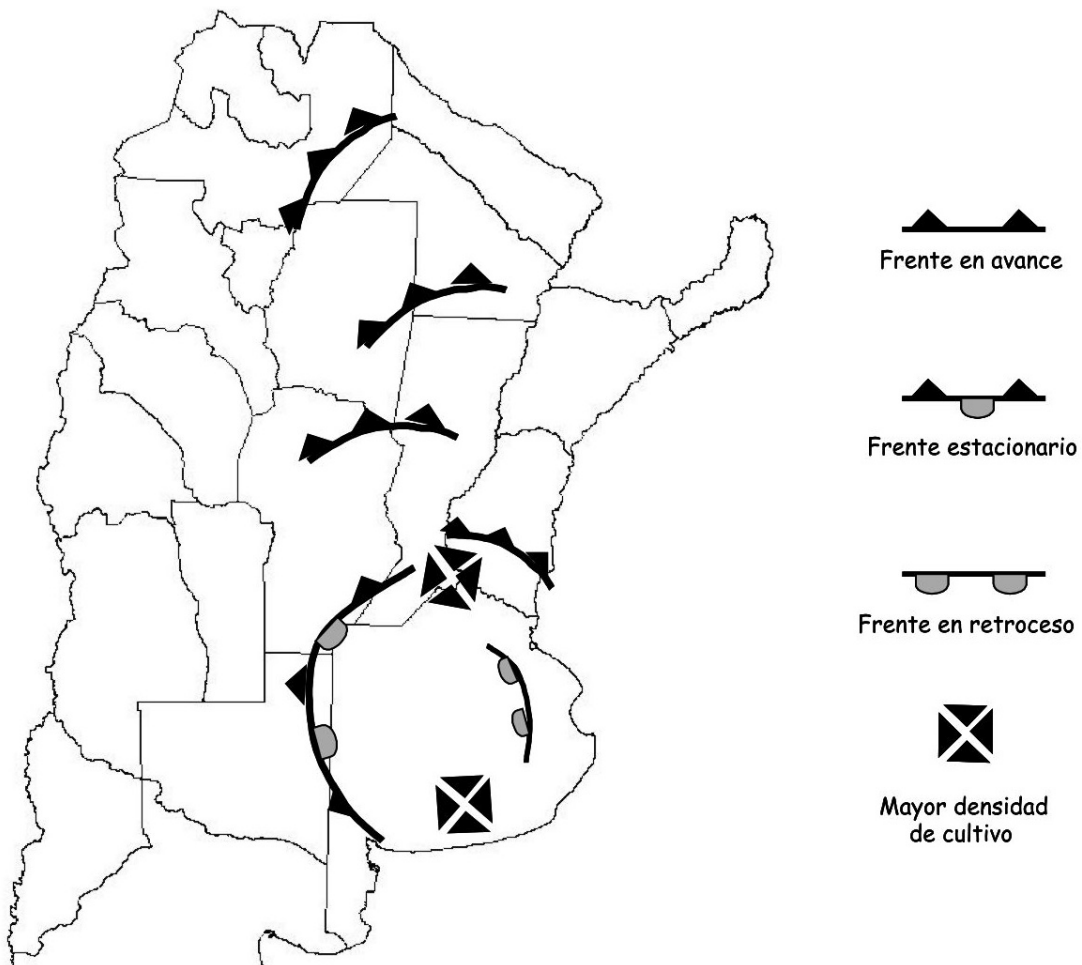 Frente en avance
Frente estacionario
Frente en retroceso
Mayor densidad
de cultivo